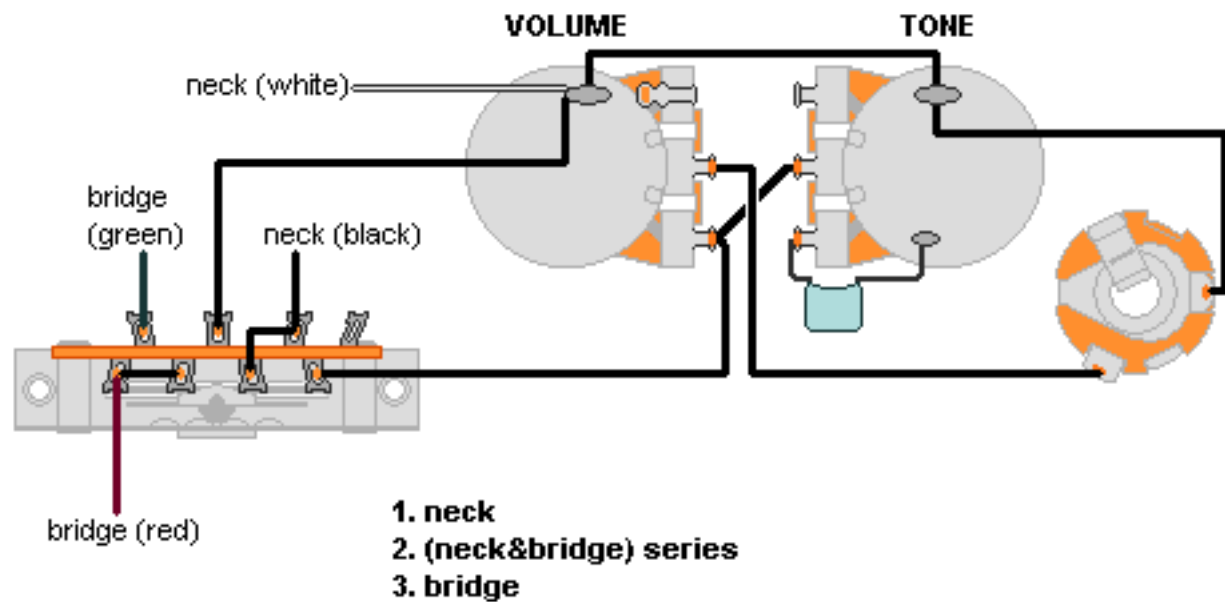 VOLUME
TONE
neck (white)
bridge
(green)
neck (black)
bridge (red)
1. neck
2. (neck&bridge) series
3. bridge